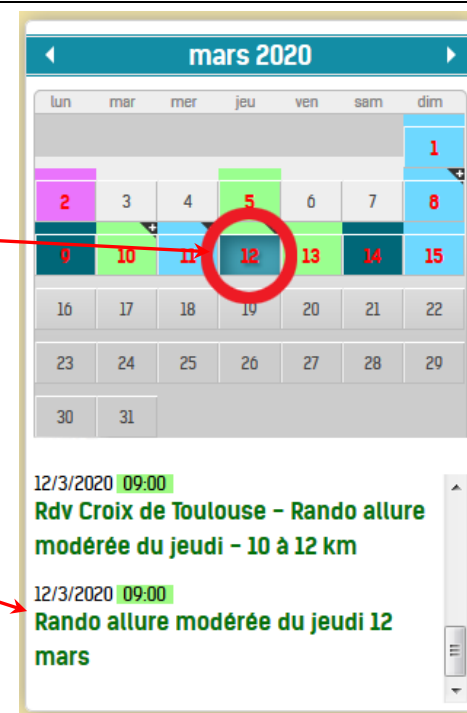 mars 2020
lun mar mer jeu ven sam dim
1
2 3 4 5 6 7 8
9 10 11 12 13 14 15
16 17 18 19 20 21 22
23 24 25 26 27 28 29
30 31
12/3/2020 09:00
Rdv Croix de Toulouse - Rando allure
modérée du jeudi - 10 à 12 km
12/3/2020 09:00
Rando allure modérée du jeudi 12
mars